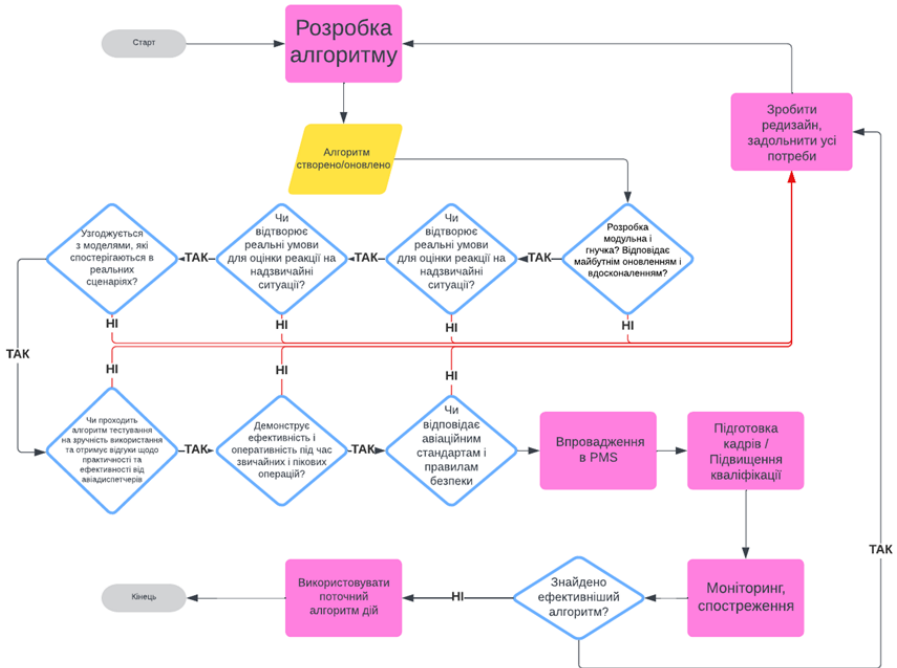 Старт
Розробка
алгоритму
Зробити
редизайн,
задольнити усі
потреби
Алгоритм
створено/оновлено
Узгоджується
з моделями, які
спостерігаються в
реальних
сценаріях?
ТАК
Чи
відтворює
реальні умови
для оцінки реакції на
надзвичайні
ситуації?
ТАК
Чи
відтворює
реальні умови
для оцінки реакції на
надзвичайні
ситуації?
ТАК
Розробка
модульна і
гнучка? Відповідає
майбутнім оновленням і
вдосконаленням?
НІ
НІ
НІ
НІ
ТАК
НІ
НІ
НІ
Чи проходить
алгоритм тестування
на зручність використання
та отримує відгуки щодо
практичності та
ефективності від
авіадиспетчерів
ТАК
Демонструє
ефективність і
оперативність під час
звичайних і пікових
операцій?
ТАК
Чи
відповідає
авіаційним
стандартам і
правилам
безпеки
Впровадження
в PMS
Підготовка
кадрів /
Підвищення
кваліфікації
ТАК
Кінець
Використовувати
поточний
алгоритм дій
НІ
Знайдено
ефективніший
алгоритм?
Моніторинг,
спостреження